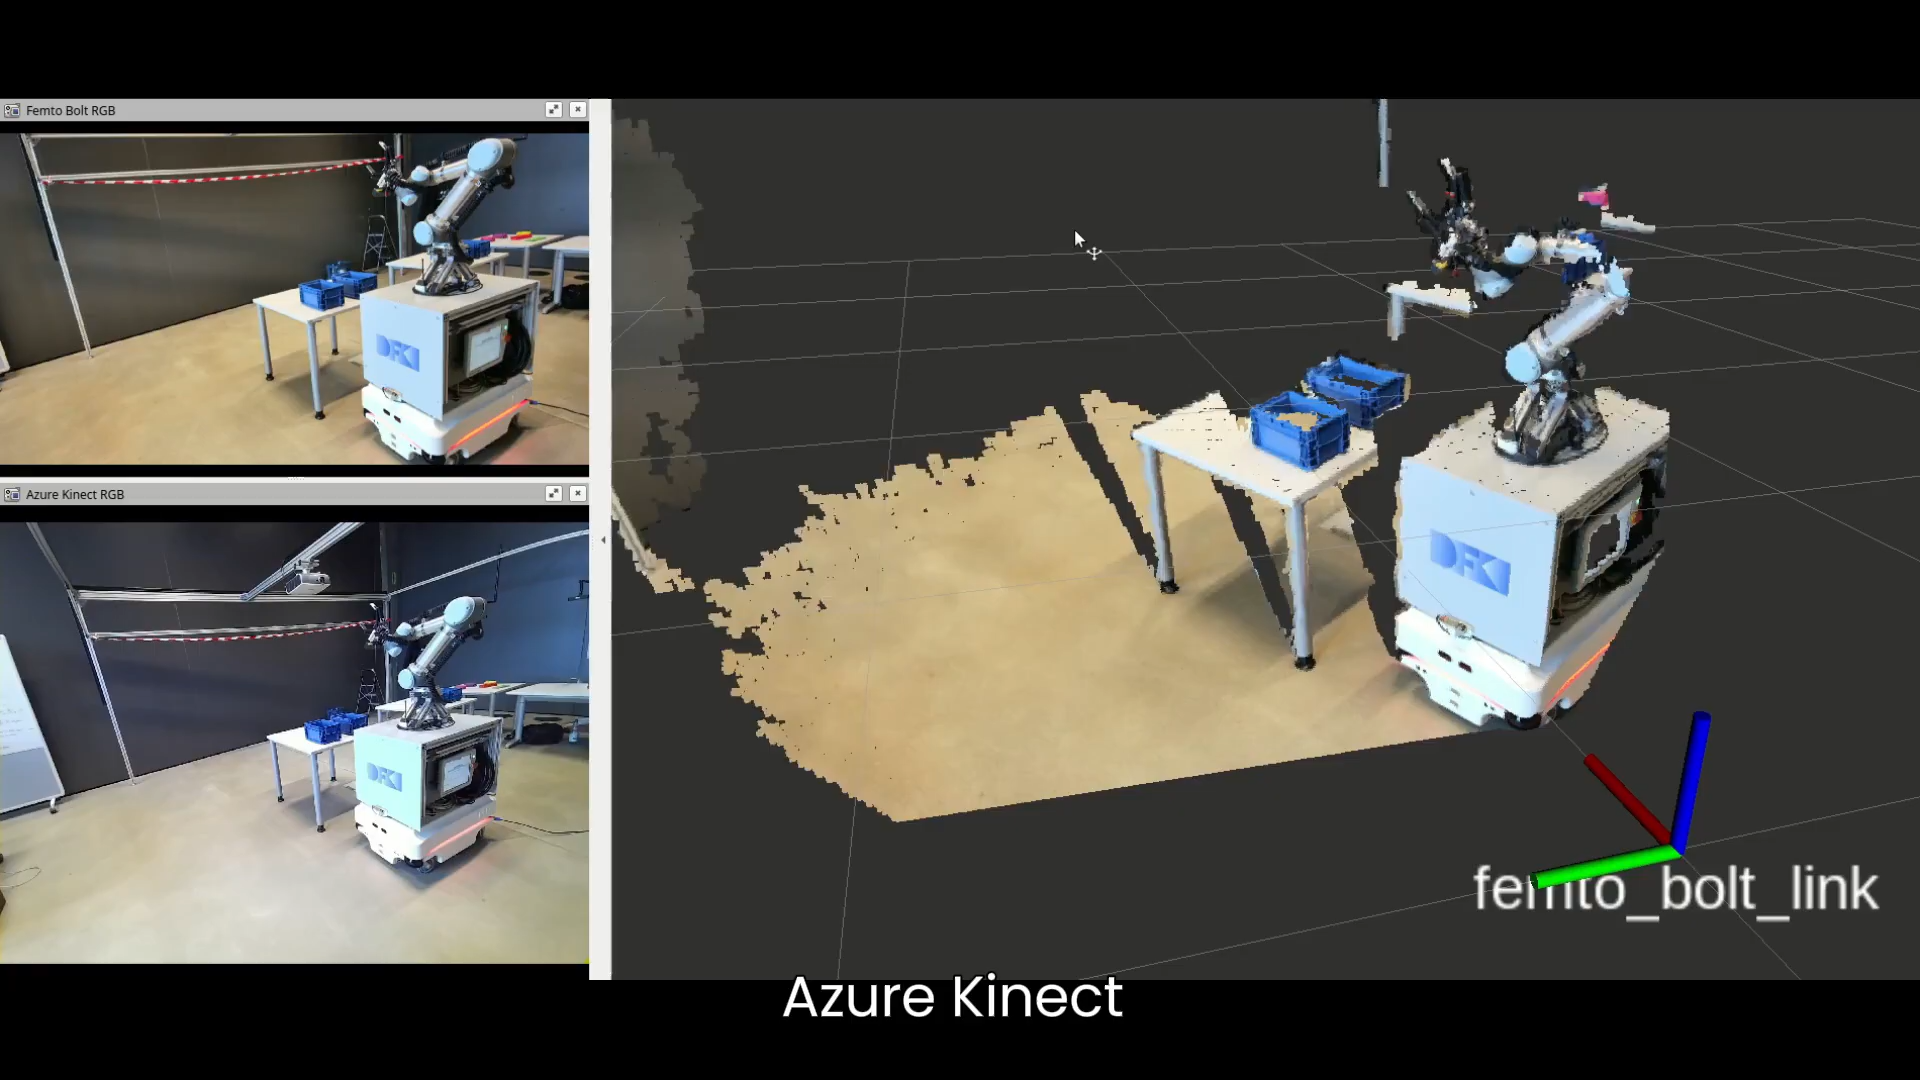 Femto Bolt RGB
DFKI
Azure Kinect RGB
DFKI
DFKI
femto_bolt_link
Azure Kinect